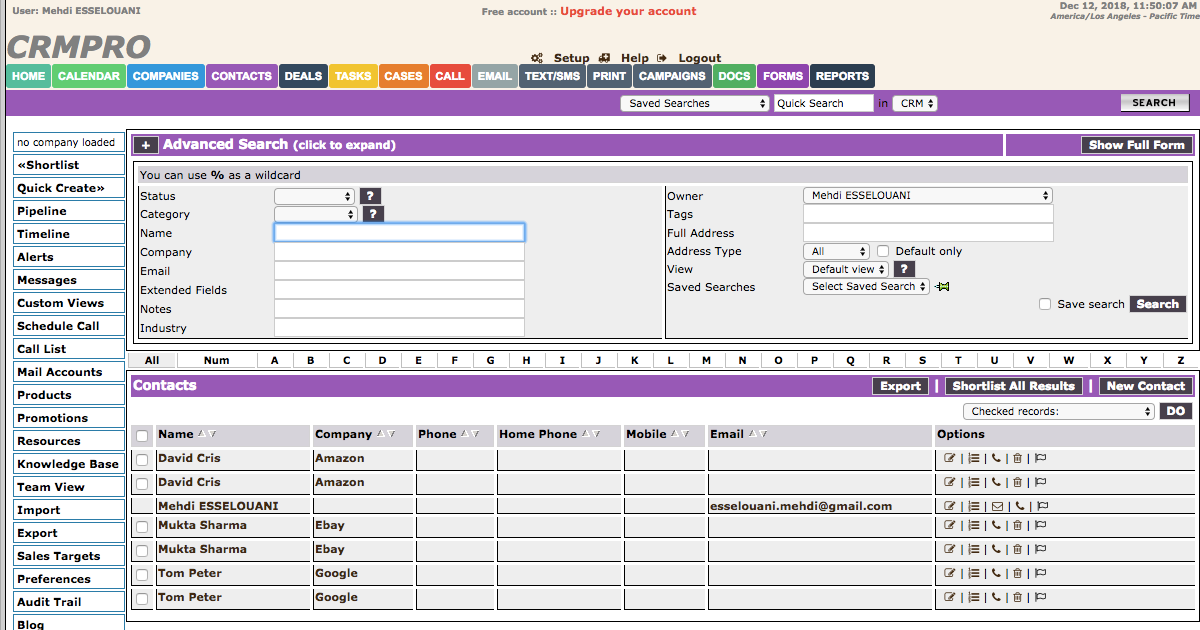 User: Mehdi ESSELOUANI
Free account :: Upgrade your account
Dec 12, 2018, 11:50:07 AM
America/Los Angeles - Pacific Time
CRMPRO
Setup Help Logout
HOME CALENDAR COMPANIES CONTACTS DEALS TASKS CASES CALL EMAIL TEXT/SMS PRINT CAMPAIGNS DOCS FORMS REPORTS
Saved Searches Quick Search in CRM SEARCH
no company loaded
«Shortlist
Quick Create»
Pipeline
Timeline
Alerts
Messages
Custom Views
Schedule Call
Call List
Mail Accounts
Products
Promotions
Resources
Knowledge Base
Team View
Import
Export
Sales Targets
Preferences
Audit Trail
Blog
+ Advanced Search (click to expand) Show Full Form
You can use % as a wildcard
Status ?
Category ?
Name
Company
Email
Extended Fields
Notes
Industry
Owner Mehdi ESSELOUANI
Tags
Full Address
Address Type All Default only
View Default view ?
Saved Searches Select Saved Search
Save search Search
All Num A B C D E F G H I J K L M N O P Q R S T U V W X Y Z
Contacts Export | Shortlist All Results | New Contact
Checked records: DO
Name Company Phone Home Phone Mobile Email Options
David Cris Amazon
David Cris Amazon
Mehdi ESSELOUANI esselouani.mehdi@gmail.com
Mukta Sharma Ebay
Mukta Sharma Ebay
Tom Peter Google
Tom Peter Google